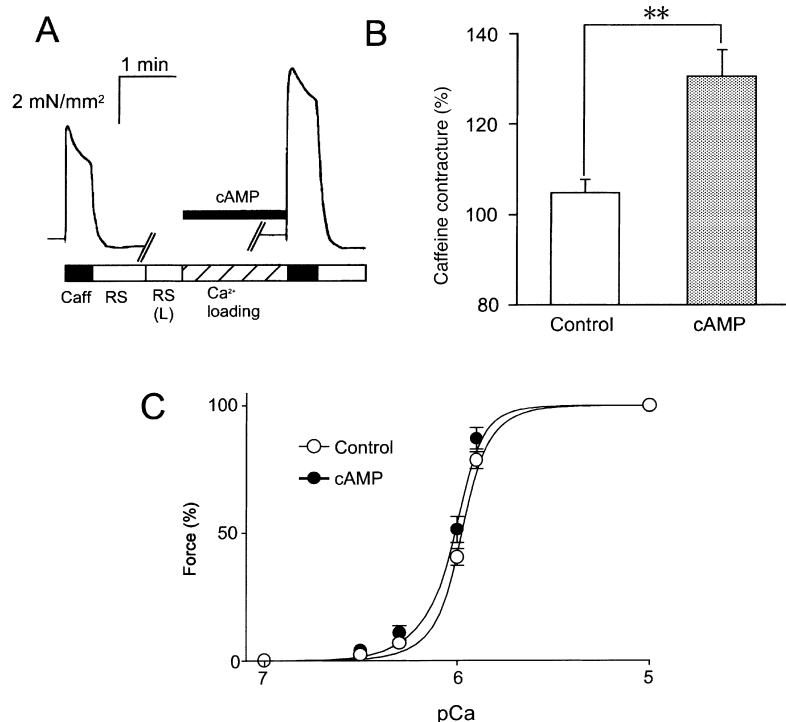 A
1 min
2 mN/mm²
cAMP
Caff RS RS (L) Ca²⁺ loading
B
Caffeine contracture (%)
140
120
100
80
**
Control cAMP
C
Force (%)
100
50
0
Control
cAMP
7 6 5
pCa